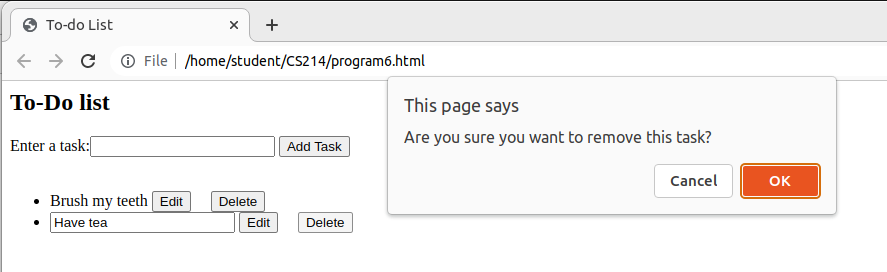 To-do List
File /home/student/CS214/program6.html
To-Do list
This page says
Are you sure you want to remove this task?
Enter a task: Add Task
Cancel OK
Brush my teeth Edit Delete
Have tea Edit Delete